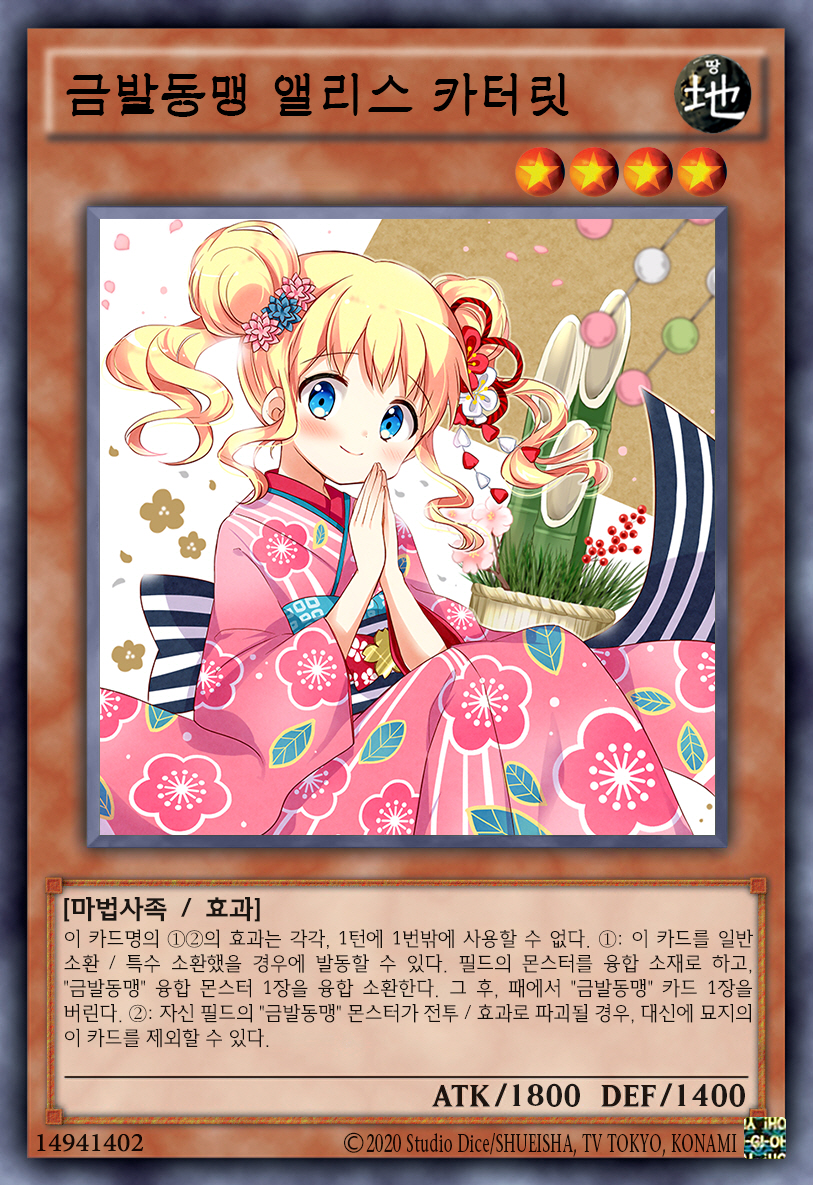 금발동맹 앨리스 카터릿
땅
地
[마법사족 / 효과]
이 카드명의 ①②의 효과는 각각, 1턴에 1번밖에 사용할 수 없다. ①: 이 카드를 일반
소환 / 특수 소환했을 경우에 발동할 수 있다. 필드의 몬스터를 융합 소재로 하고,
"금발동맹" 융합 몬스터 1장을 융합 소환한다. 그 후, 패에서 "금발동맹" 카드 1장을
버린다. ②: 자신 필드의 "금발동맹" 몬스터가 전투 / 효과로 파괴될 경우, 대신에 묘지의
이 카드를 제외할 수 있다.
ATK/1800 DEF/1400
14941402
©2020 Studio Dice/SHUEISHA, TV TOKYO, KONAMI